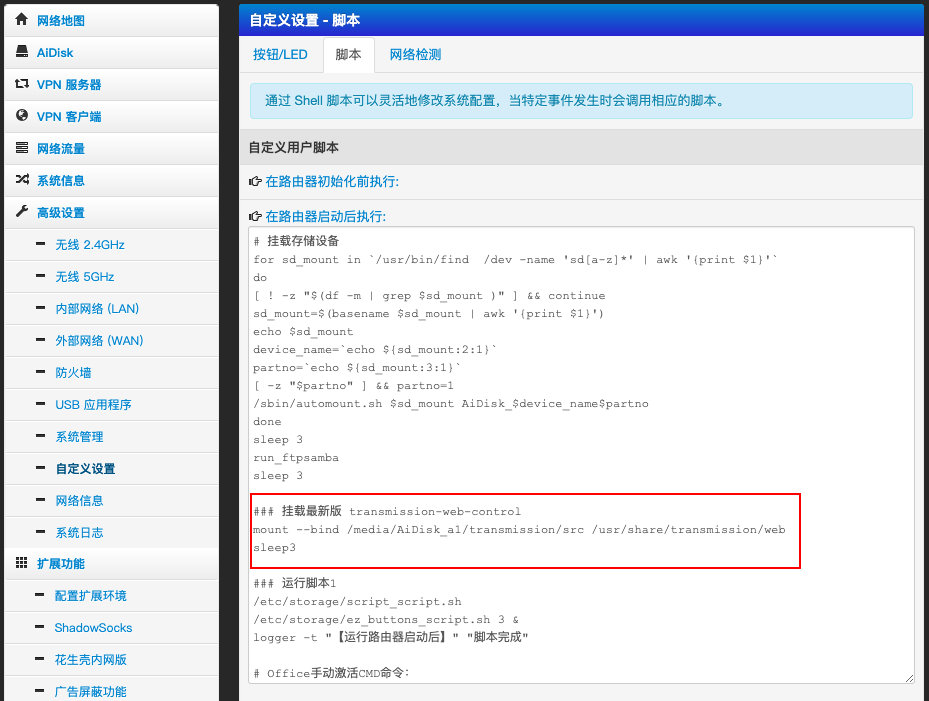 网络地图
AiDisk
VPN 服务器
VPN 客户端
网络流量
系统信息
高级设置
无线 2.4GHz
无线 5GHz
内部网络 (LAN)
外部网络 (WAN)
防火墙
USB 应用程序
系统管理
自定义设置
网络信息
系统日志
扩展功能
配置扩展环境
ShadowSocks
花生壳内网版
广告屏蔽功能
自定义设置 - 脚本
按钮/LED
脚本
网络检测
通过 Shell 脚本可以灵活地修改系统配置，当特定事件发生时会调用相应的脚本。
自定义用户脚本
在路由器初始化前执行:
在路由器启动后执行:
# 挂载存储设备
for sd_mount in `/usr/bin/find  /dev -name 'sd[a-z]*' | awk '{print $1}'`
do
[ ! -z "$(df -m | grep $sd_mount )" ] && continue
sd_mount=$(basename $sd_mount | awk '{print $1}')
echo $sd_mount
device_name=`echo ${sd_mount:2:1}`
partno=`echo ${sd_mount:3:1}`
[ -z "$partno" ] && partno=1
/sbin/automount.sh $sd_mount AiDisk_$device_name$partno
done
sleep 3
run_ftpsamba
sleep 3
### 挂载最新版 transmission-web-control
mount --bind /media/AiDisk_a1/transmission/src /usr/share/transmission/web
sleep3
### 运行脚本1
/etc/storage/script_script.sh
/etc/storage/ez_buttons_script.sh 3 &
logger -t "【运行路由器启动后】" "脚本完成"
# Office手动激活CMD命令：